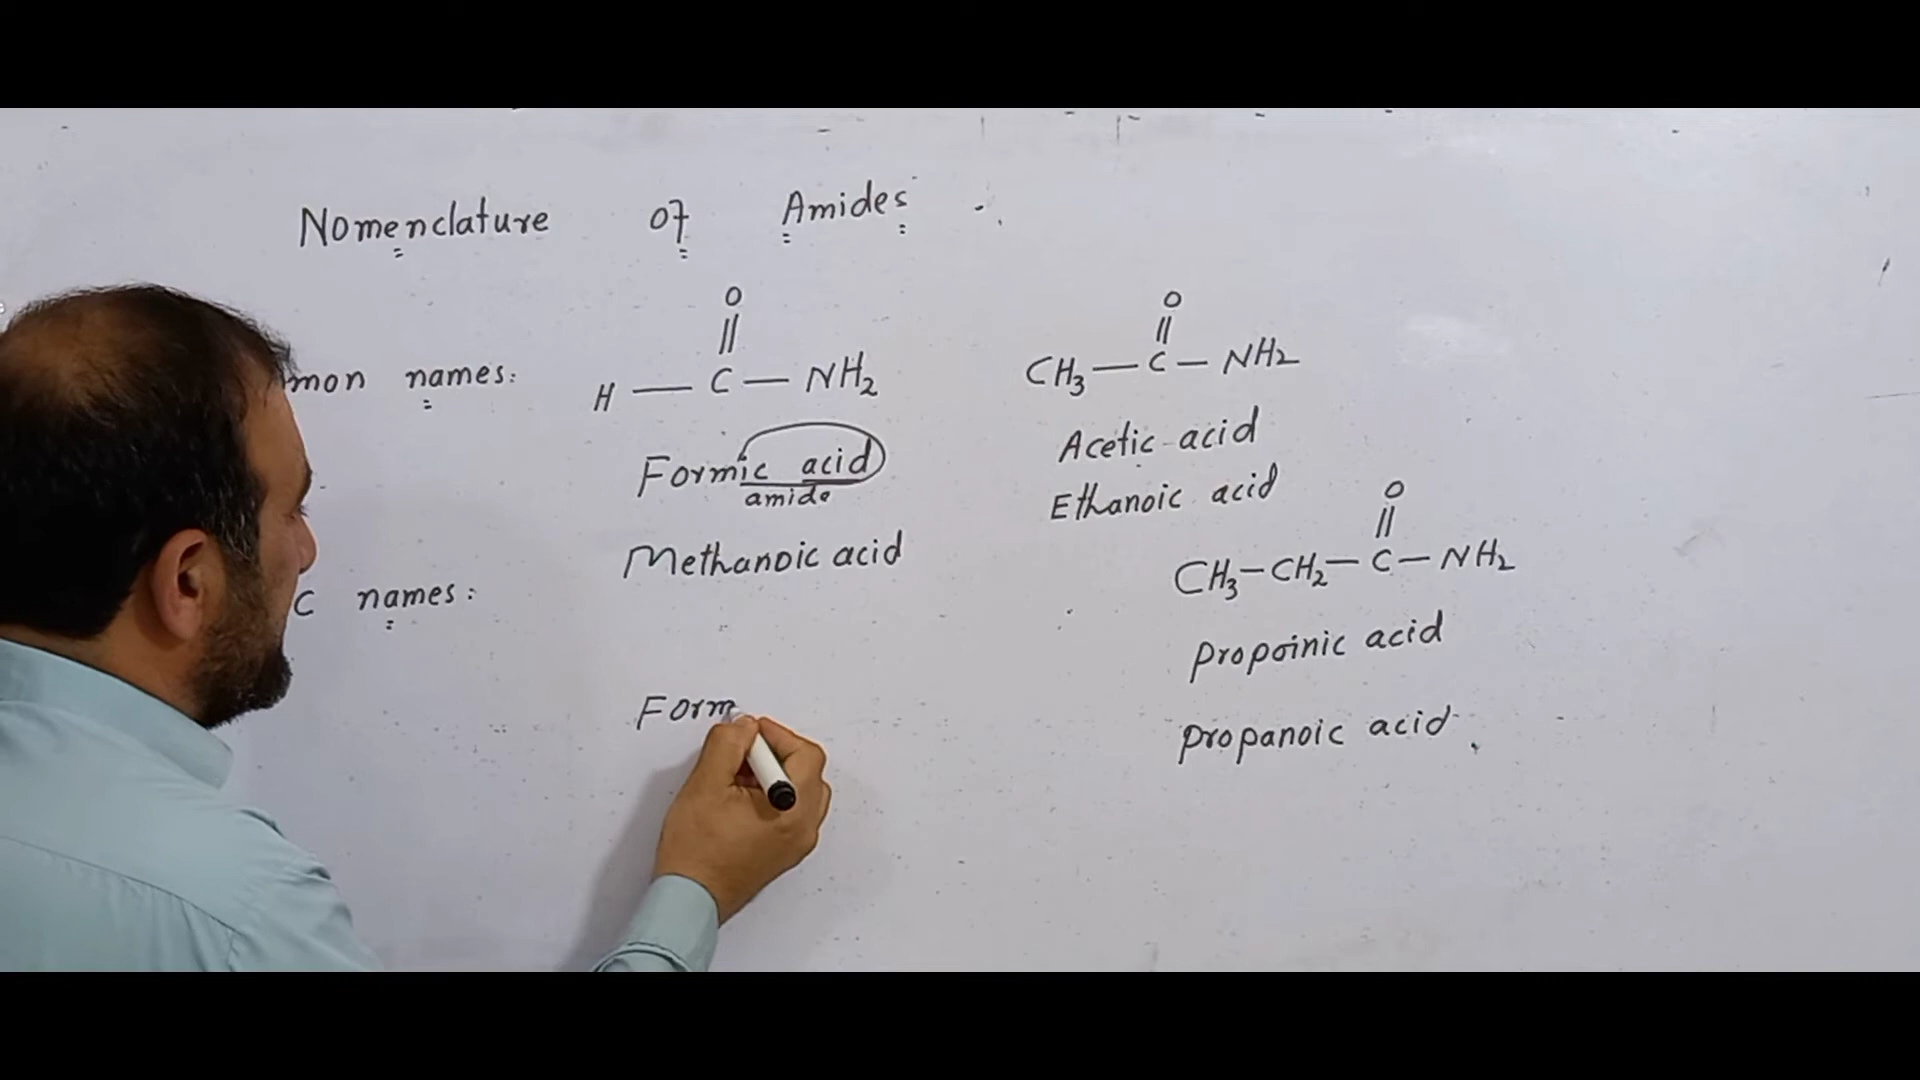 Nomenclature of Amides
O
||
H — C — NH2
mon names:
Formic acid
amide
Methanoic acid
C names:
Form
O
||
CH3 — C — NH2
Acetic acid
Ethanoic acid
O
||
CH3 — CH2 — C — NH2
Propoinic acid
Propanoic acid